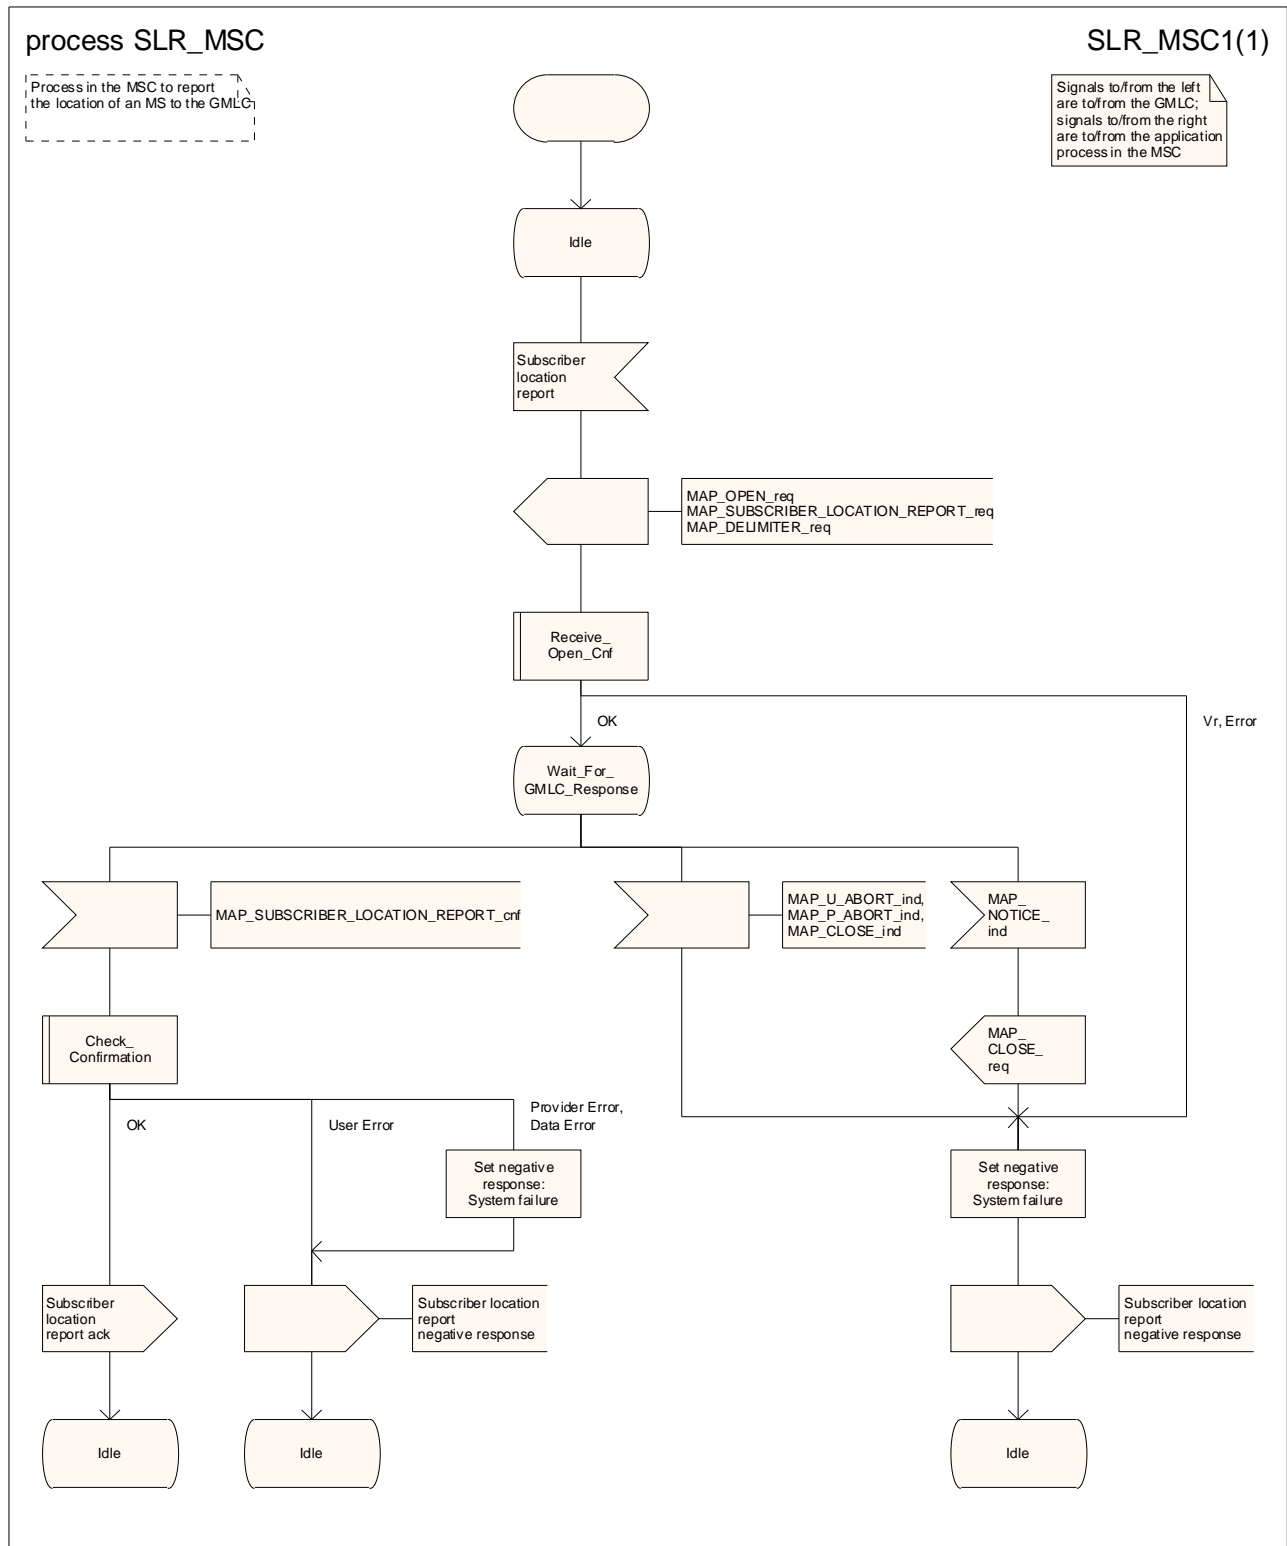 process SLR_MSC
SLR_MSC1(1)
Process in the MSC to report
the location of an MS to the GMLC
Signals to/from the left
are to/from the GMLC;
signals to/from the right
are to/from the application
process in the MSC
Idle
Subscriber
location
report
MAP_OPEN_req
MAP_SUBSCRIBER_LOCATION_REPORT_req
MAP_DELIMITER_req
Receive_
Open_Cnf
OK
Vr, Error
Wait_For_
GMLC_Response
MAP_SUBSCRIBER_LOCATION_REPORT_cnf
MAP_U_ABORT_ind,
MAP_P_ABORT_ind,
MAP_CLOSE_ind
MAP_
NOTICE_
ind
Check_
Confirmation
MAP_
CLOSE_
req
OK
User Error
Provider Error,
Data Error
Set negative
response:
System failure
Set negative
response:
System failure
Subscriber
location
report ack
Subscriber location
report
negative response
Subscriber location
report
negative response
Idle
Idle
Idle